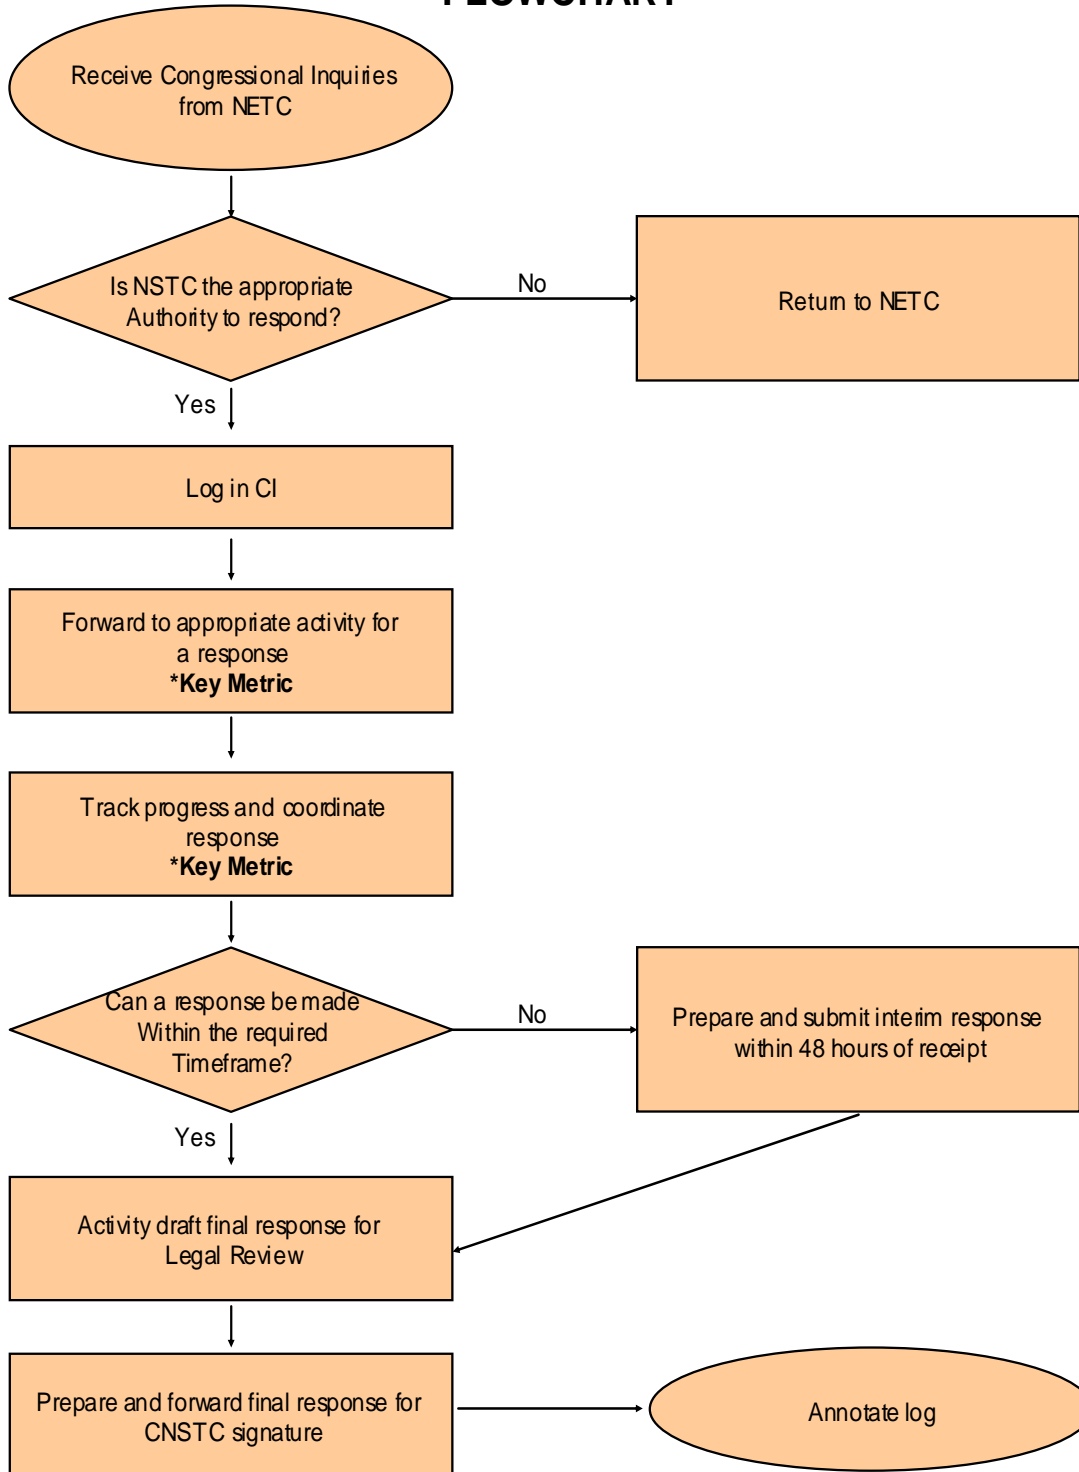 FLOWCHART
Receive Congressional Inquiries
from NETC
Is NSTC the appropriate
Authority to respond?
No
Return to NETC
Yes
Log in CI
Forward to appropriate activity for
a response
*Key Metric
Track progress and coordinate
response
*Key Metric
Can a response be made
Within the required
Timeframe?
No
Prepare and submit interim response
within 48 hours of receipt
Yes
Activity draft final response for
Legal Review
Prepare and forward final response for
CNSTC signature
Annotate log